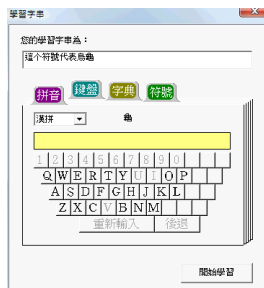 學習字串
您的學習字串為：
這個符號代表烏龜
拼音 鍵盤 字典 符號
漢拼 龜
1 2 3 4 5 6 7 8 9 0
Q W E R T Y U I O P
A S D F G H J K L
Z X C V B N M
重新輸入 後退
開始學習